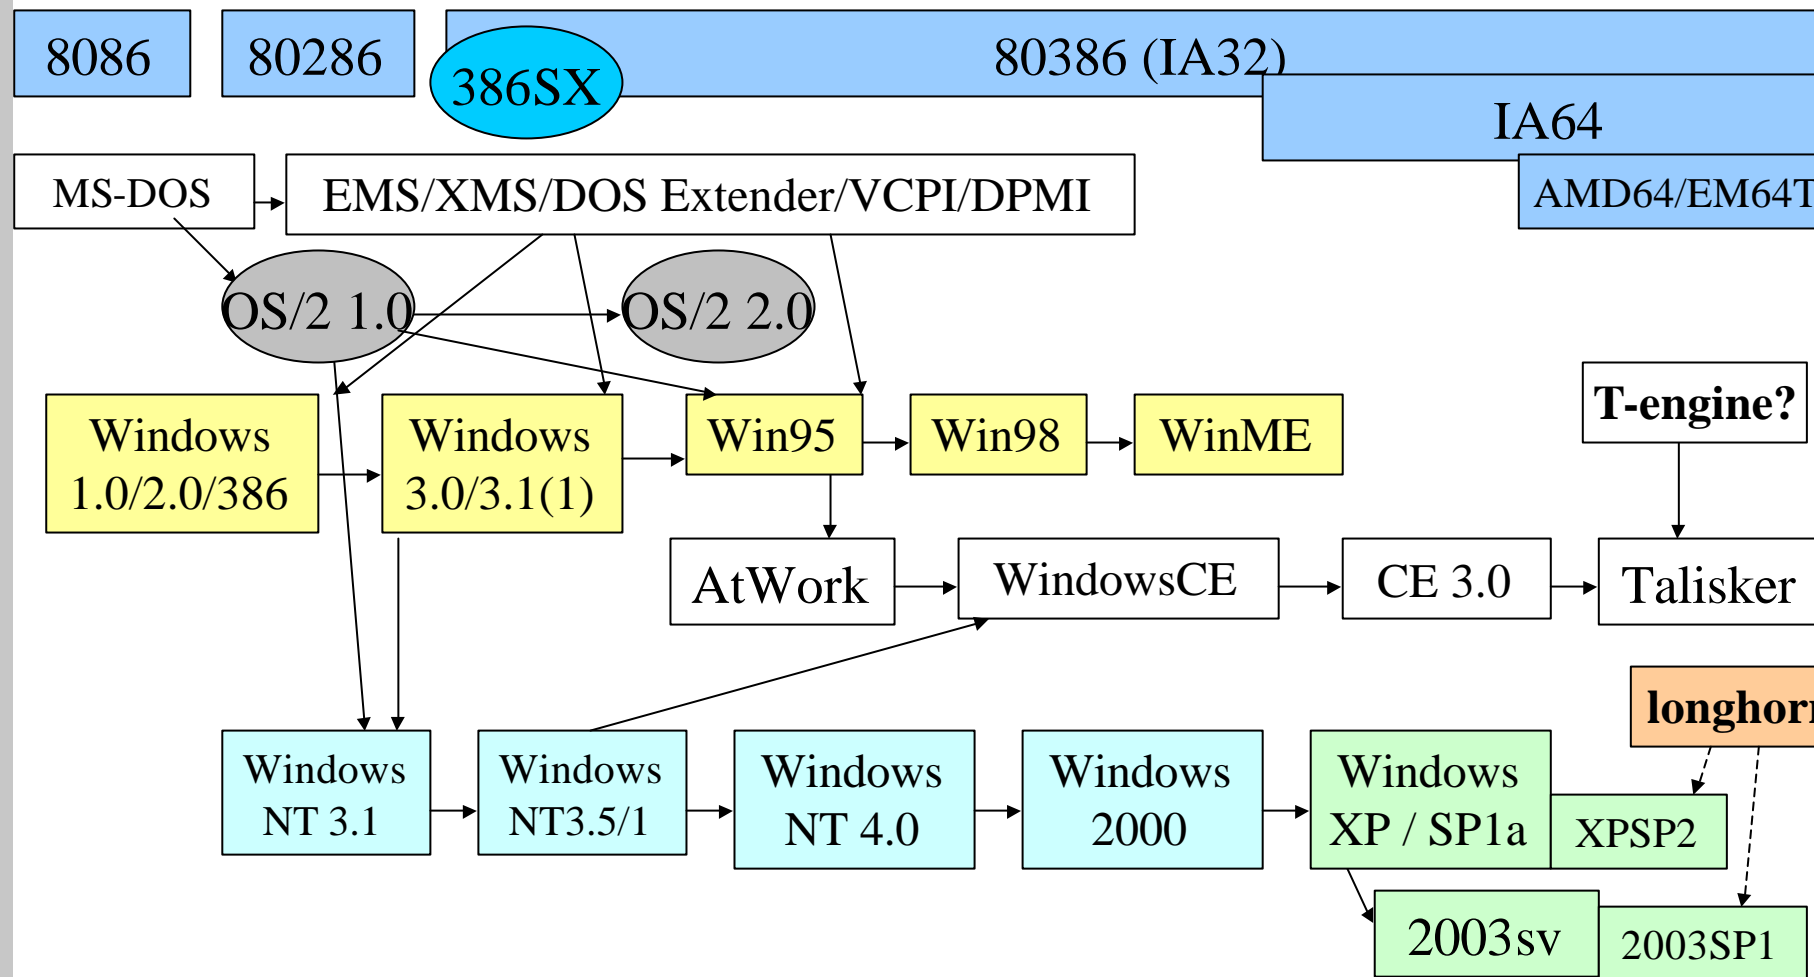 8086
80286
386SX
80386 (IA32)
IA64
AMD64/EM64T
MS-DOS
EMS/XMS/DOS Extender/VCPI/DPMI
OS/2 1.0
OS/2 2.0
T-engine?
Windows
1.0/2.0/386
Windows
3.0/3.1(1)
Win95
Win98
WinME
AtWork
WindowsCE
CE 3.0
Talisker
longhorn
Windows
NT 3.1
Windows
NT3.5/1
Windows
NT 4.0
Windows
2000
Windows
XP / SP1a
XPSP2
2003sv
2003SP1